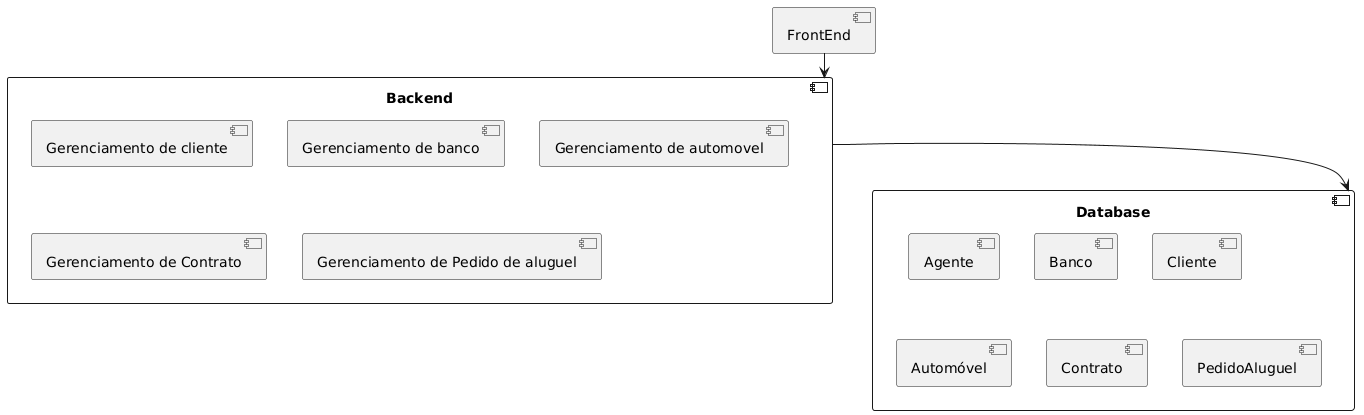 FrontEnd
Backend
Gerenciamento de cliente
Gerenciamento de banco
Gerenciamento de automovel
Gerenciamento de Contrato
Gerenciamento de Pedido de aluguel
Database
Agente
Banco
Cliente
Automóvel
Contrato
PedidoAluguel